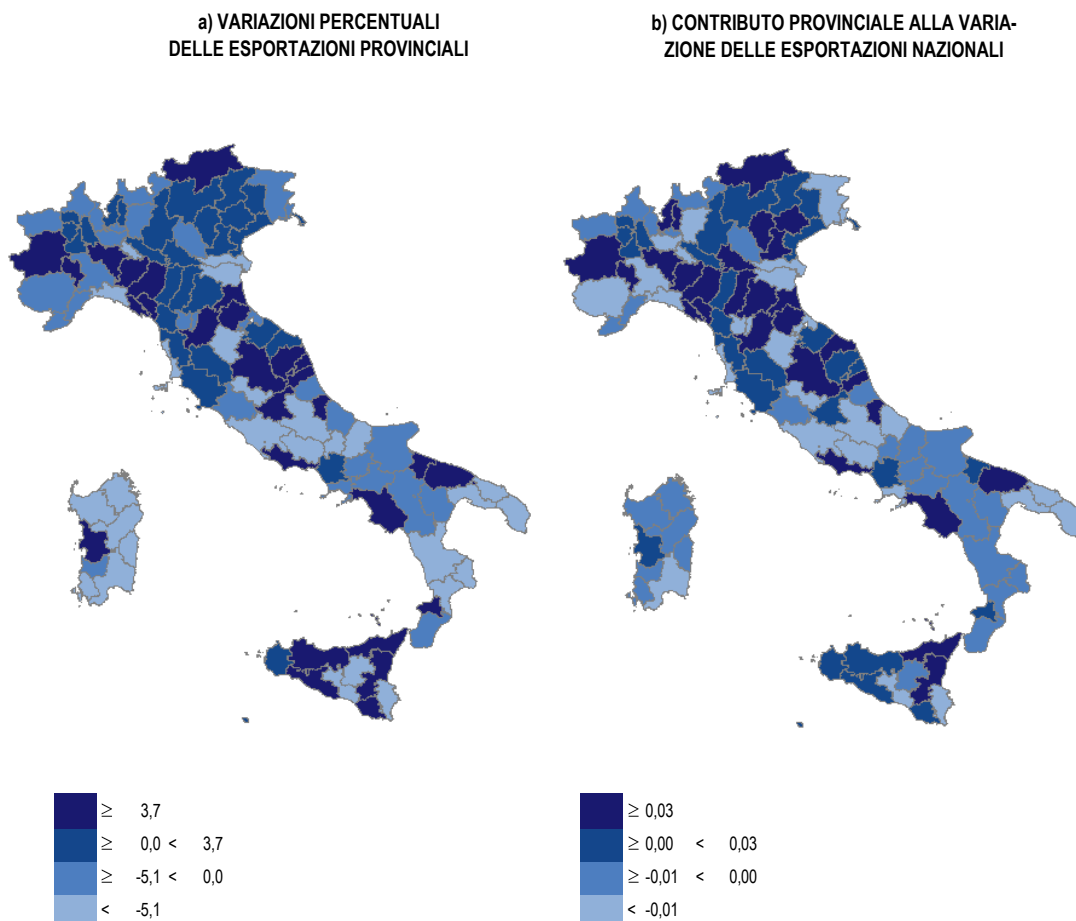 a) VARIAZIONI PERCENTUALI
DELLE ESPORTAZIONI PROVINCIALI
b) CONTRIBUTO PROVINCIALE ALLA VARIA-
ZIONE DELLE ESPORTAZIONI NAZIONALI
≥ 3,7
≥ 0,0 < 3,7
≥ -5,1 < 0,0
< -5,1
≥ 0,03
≥ 0,00 < 0,03
≥ -0,01 < 0,00
< -0,01